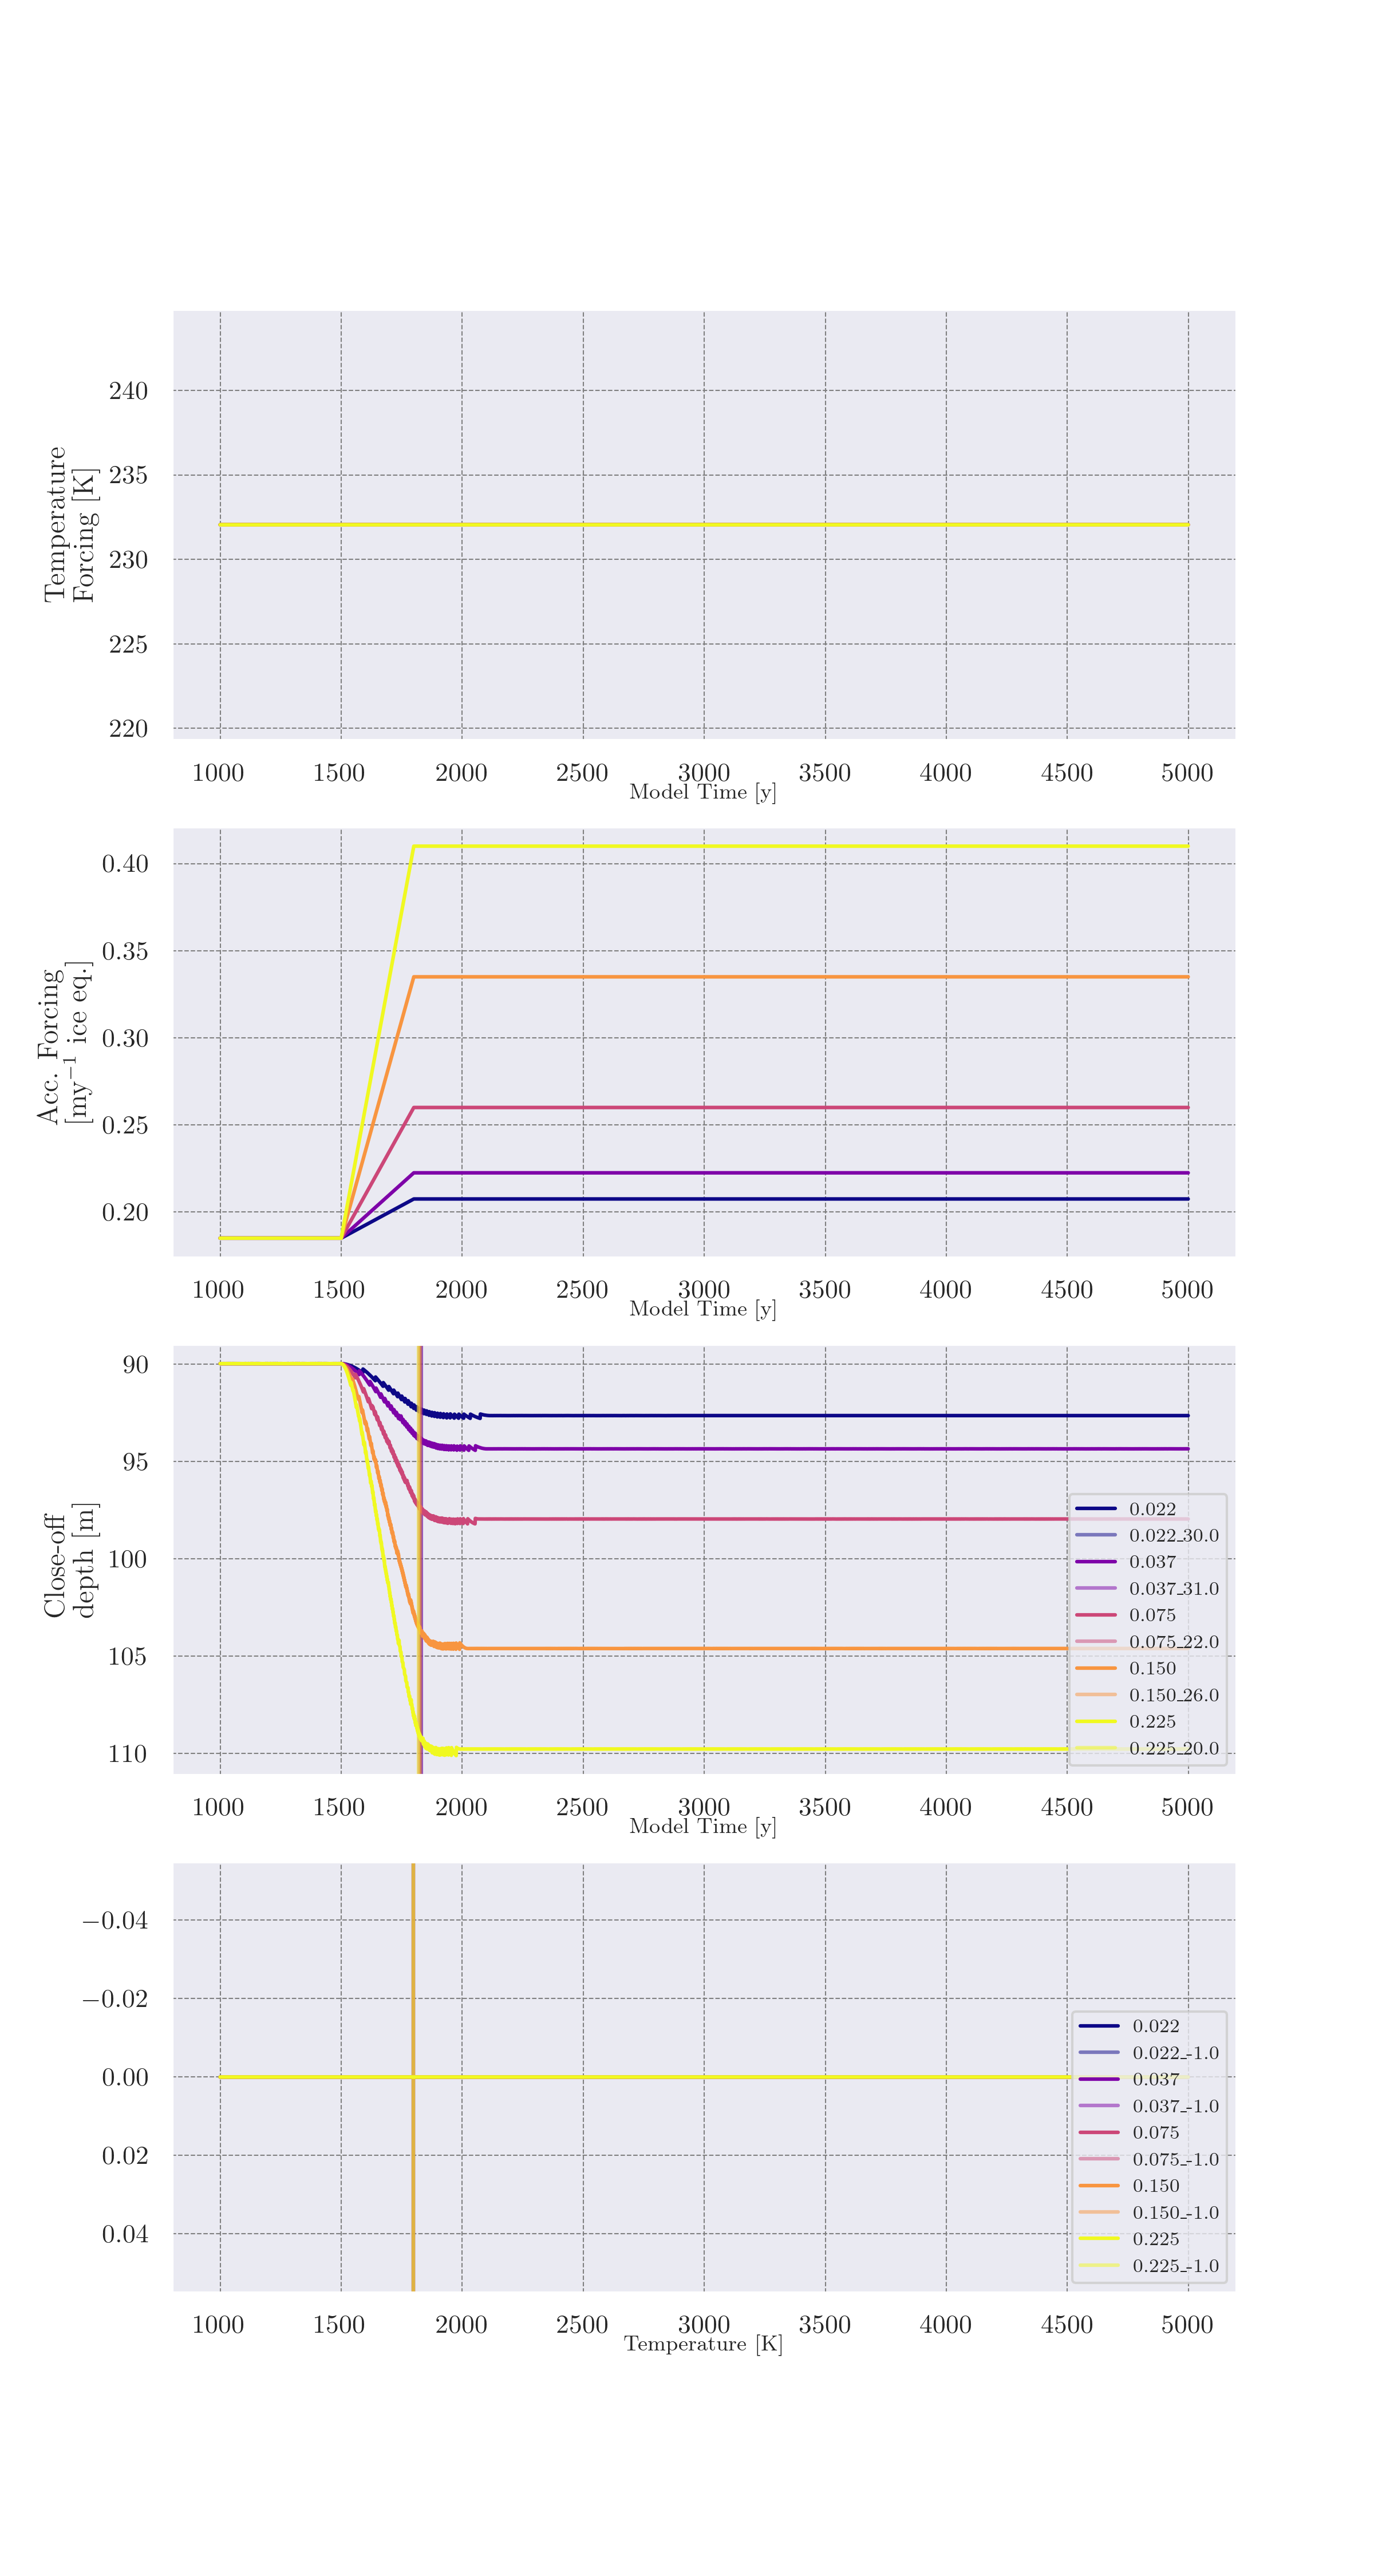 240
235
230
225
220
Temperature
Forcing [K]
1000 1500 2000 2500 3000 3500 4000 4500 5000
Model Time [y]
0.40
0.35
0.30
0.25
0.20
Acc. Forcing
[my⁻¹ ice eq.]
1000 1500 2000 2500 3000 3500 4000 4500 5000
Model Time [y]
90
95
100
105
110
Close-off
depth [m]
0.022
0.022_30.0
0.037
0.037_31.0
0.075
0.075_22.0
0.150
0.150_26.0
0.225
0.225_20.0
1000 1500 2000 2500 3000 3500 4000 4500 5000
Model Time [y]
−0.04
−0.02
0.00
0.02
0.04
0.022
0.022_-1.0
0.037
0.037_-1.0
0.075
0.075_-1.0
0.150
0.150_-1.0
0.225
0.225_-1.0
1000 1500 2000 2500 3000 3500 4000 4500 5000
Temperature [K]